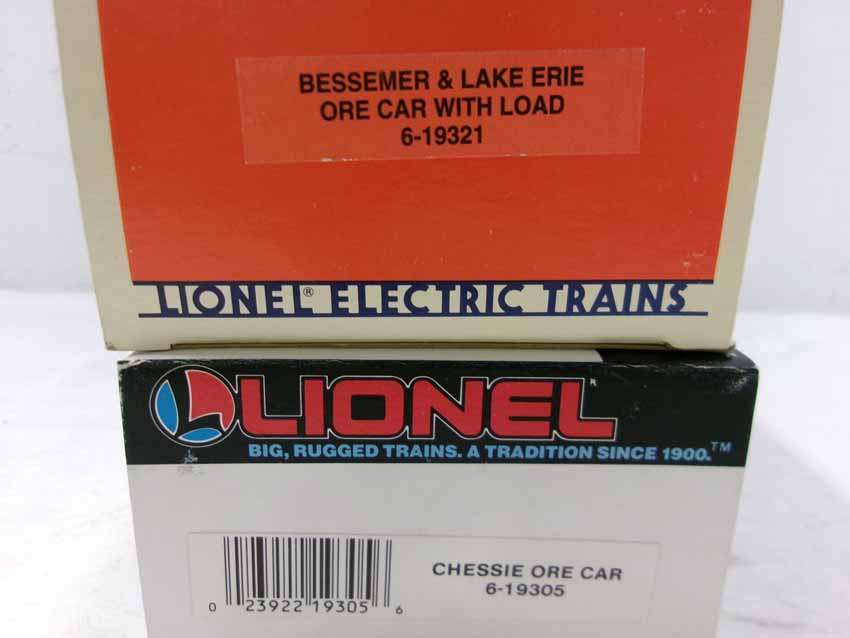 BESSEMER & LAKE ERIE
ORE CAR WITH LOAD
6-19321
LIONEL® ELECTRIC TRAINS
LIONEL
BIG, RUGGED TRAINS. A TRADITION SINCE 1900.™
CHESSIE ORE CAR
6-19305
0 23922 19305 6